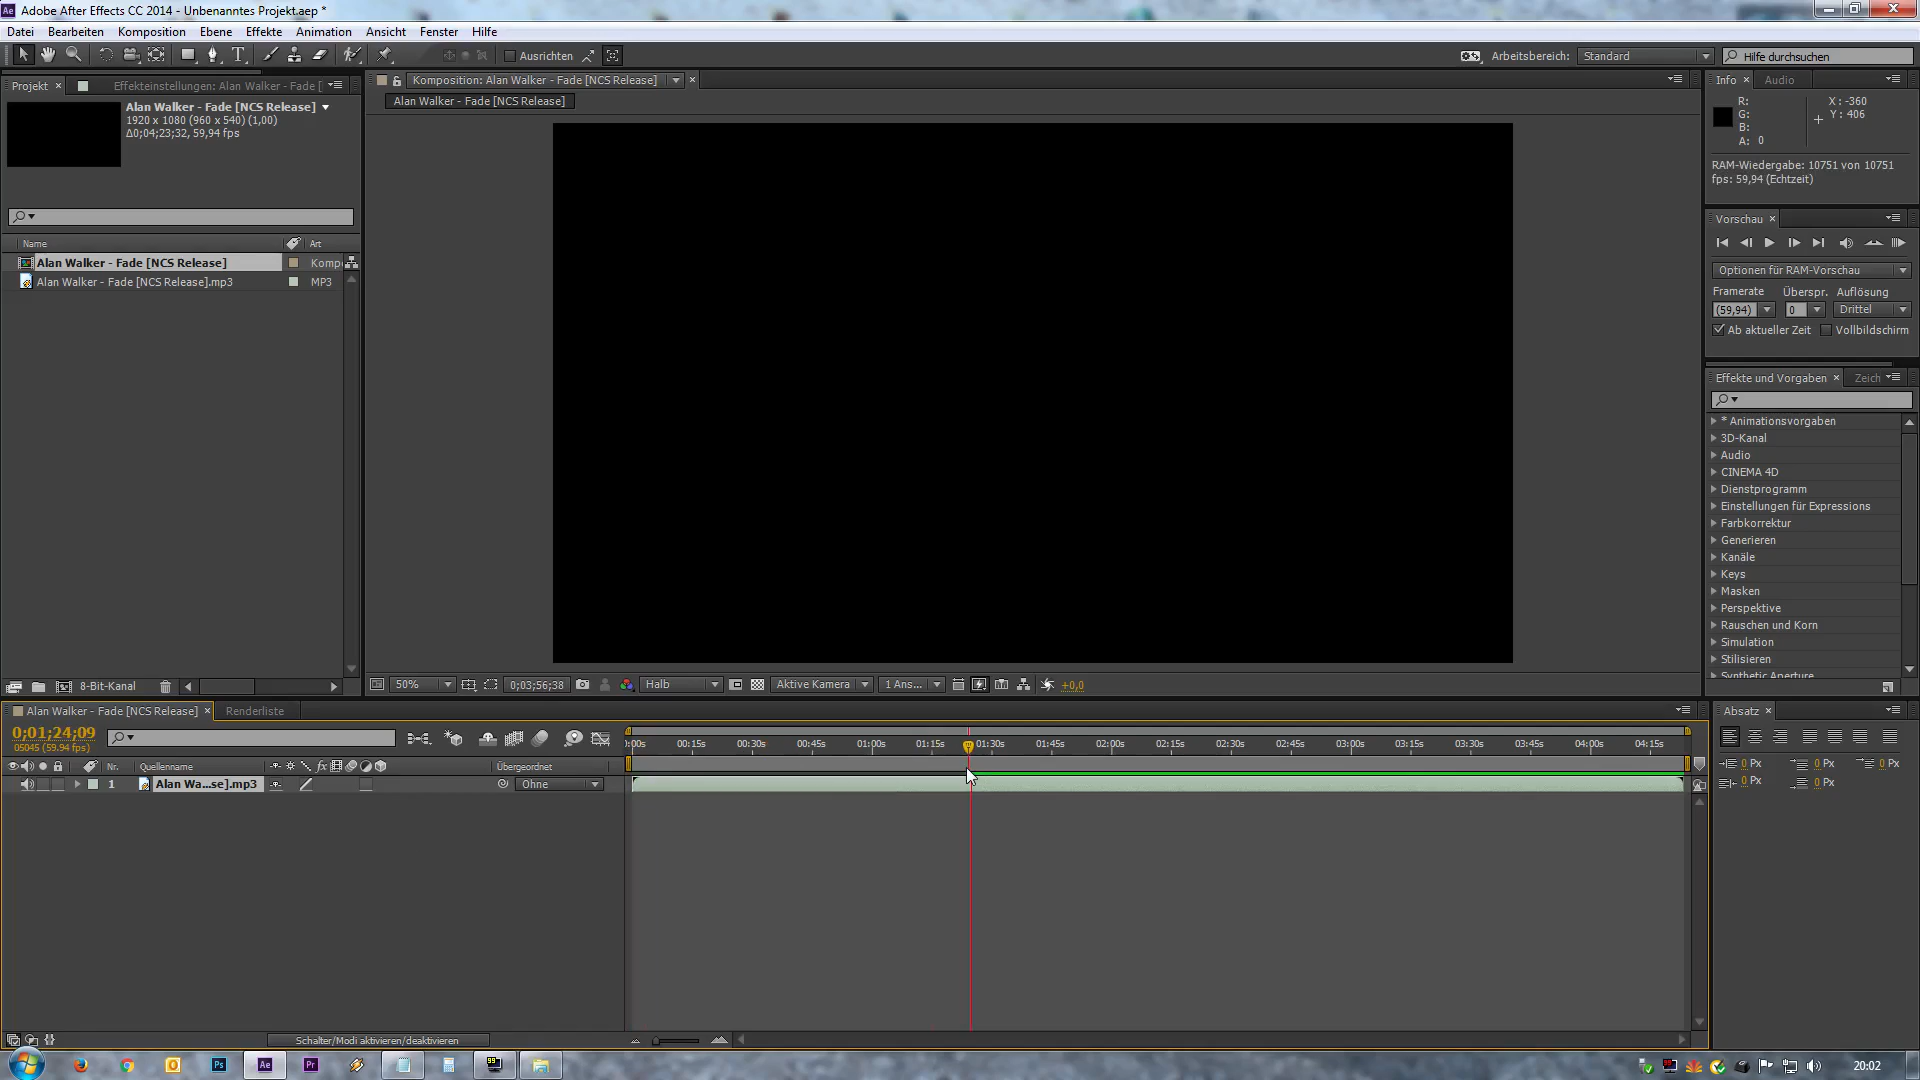 Adobe After Effects CC 2014 - Unbenanntes Projekt.aep *
Datei Bearbeiten Komposition Ebene Effekte Animation Ansicht Fenster Hilfe
Ausrichten
Arbeitsbereich: Standard
Hilfe durchsuchen
Projekt × Effekteinstellungen: Alan Walker - Fade [
Alan Walker - Fade [NCS Release]
1920 x 1080 (960 x 540) (1,00)
Δ0;04;23;32, 59,94 fps
Name Art
Alan Walker - Fade [NCS Release] Komp
Alan Walker - Fade [NCS Release].mp3 MP3
8-Bit-Kanal
Komposition: Alan Walker - Fade [NCS Release]
Alan Walker - Fade [NCS Release]
50% 0;03;56;38 Halb Aktive Kamera 1 Ans... +0,0
Info × Audio
R: X : -360
G: Y : 406
B:
A: 0
RAM-Wiedergabe: 10751 von 10751
fps: 59,94 (Echtzeit)
Vorschau ×
Optionen für RAM-Vorschau
Framerate Überspr. Auflösung
(59,94) 0 Drittel
Ab aktueller Zeit Vollbildschirm
Effekte und Vorgaben × Zeich
* Animationsvorgaben
3D-Kanal
Audio
CINEMA 4D
Dienstprogramm
Einstellungen für Expressions
Farbkorrektur
Generieren
Kanäle
Keys
Masken
Perspektive
Rauschen und Korn
Simulation
Stilisieren
Synthetic Aperture
Alan Walker - Fade [NCS Release] × Renderliste
0;01;24;09
05045 (59.94 fps)
Nr. Quellenname fx Übergeordnet
1 Alan Wa...se].mp3 Ohne
:00s 00:15s 00:30s 00:45s 01:00s 01:15s 01:30s 01:45s 02:00s 02:15s 02:30s 02:45s 03:00s 03:15s 03:30s 03:45s 04:00s 04:15s
Schalter/Modi aktivieren/deaktivieren
Absatz ×
0 Px 0 Px 0 Px
0 Px 0 Px
Ps Ae Pr 99 20:02